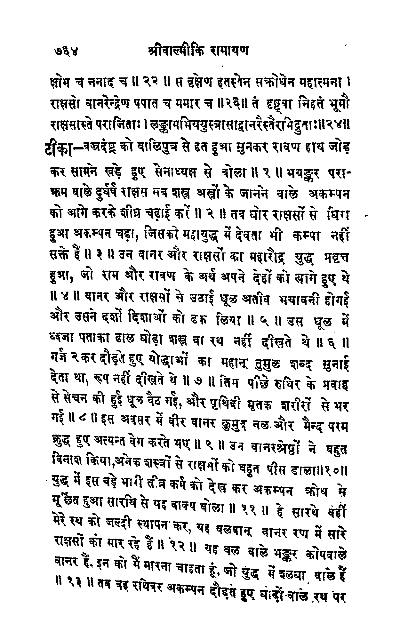 ७३४ श्रीवाल्मीकि रामायण
क्षोभ च ननाद च ॥ २२ ॥ स वृक्षेण हतस्तेन सक्रोधेन महात्मना ।
राक्षसो वानरेन्द्रेण पपात च ममार च ॥२३॥ तं दृष्ट्वा निहतं भूमौ
राक्षसास्ते पराजिताः। लङ्कामभिययुस्त्रासाद्वानरैस्तैरभिद्रुताः॥२४॥
टीका—वज्रदंष्ट्र को वालिपुत्र से हत हुआ सुनकर रावण हाथ जोड़
कर सामने खड़े हुए सेनाध्यक्ष से बोला॥ १ ॥ भयङ्कर परा-
क्रम वाले दुर्धर्ष राक्षस सब शस्त्र अस्त्रों के जानने वाले अकम्पन
को आगे करके शीघ्र चढ़ाई करें ॥ २ ॥ तब घोर राक्षसों से घिरा
हुआ अकम्पन चढ़ा, जिसको महायुद्ध में देवता भी कम्पा नहीं
सक्ते हैं॥ ३ ॥ उन वानर और राक्षसों का महारौद्र युद्ध प्रवृत्त
हुआ, जो राम और रावण के अर्थ अपने देहों को त्यागे हुए थे
॥ ४ ॥ वानर और राक्षसों से उठाई धूल अतीव भयावनी होगई
और उसने दशों दिशाओं को ढक लिया ॥ ५ ॥ उस धूल में
ध्वजा पताका ढाल घोड़ा शस्त्र वा रथ नहीं दीखते थे ॥ ६ ॥
गर्ज २ कर दौड़ते हुए योद्धाओं का महान् तुमुल शब्द सुनाई
देता था, रूप नहीं दीखते थे ॥ ७ ॥ तिस पीछे रुधिर के प्रवाह
से सेचन की हुई धूल बैठ गई, और पृथिवी मृतक शरीरों से भर
गई॥ ८ ॥ इस अवसर में वीर वानर कुमुद नल और मैन्द परम
क्रुद्ध हुए अत्यन्त वेग करते भए॥ ९ ॥ उन वानरश्रेष्ठों ने बहुत
विनाश किया, अनेक शस्त्रों से राक्षसों को बहुत पीस डाला॥१०॥
युद्ध में इस बड़े भारी तीव्र कर्म को देख कर अकम्पन क्रोध से
मूर्छित हुआ सारथि से यह वाक्य बोला॥ ११ ॥ हे सारथे वहीं
मेरे रथ को जल्दी स्थापन कर, यह बलवान् वानर रण में सारे
राक्षसों को मार रहे हैं॥ १२ ॥ यह बल वाले भयङ्कर कोपवाले
वानर हैं, इन को मैं मारना चाहता हूं, जो युद्ध में श्लाघा वाले हैं
॥ १३ ॥ तब वह रथिवर अकम्पन दौड़ते हुए घोड़ों वाले रथ पर